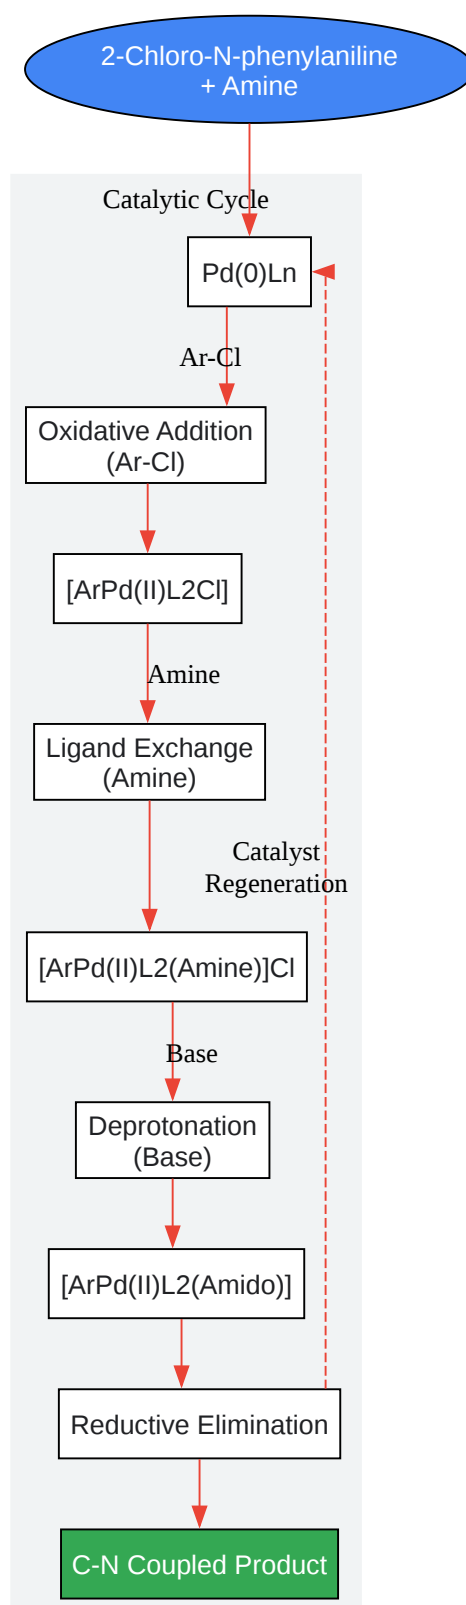 2-Chloro-N-phenylaniline
+ Amine
Catalytic Cycle
Pd(0)Ln
Ar-Cl
Oxidative Addition
(Ar-Cl)
[ArPd(II)L2Cl]
Amine
Ligand Exchange
(Amine)
Catalyst
Regeneration
[ArPd(II)L2(Amine)]Cl
Base
Deprotonation
(Base)
[ArPd(II)L2(Amido)]
Reductive Elimination
C-N Coupled Product